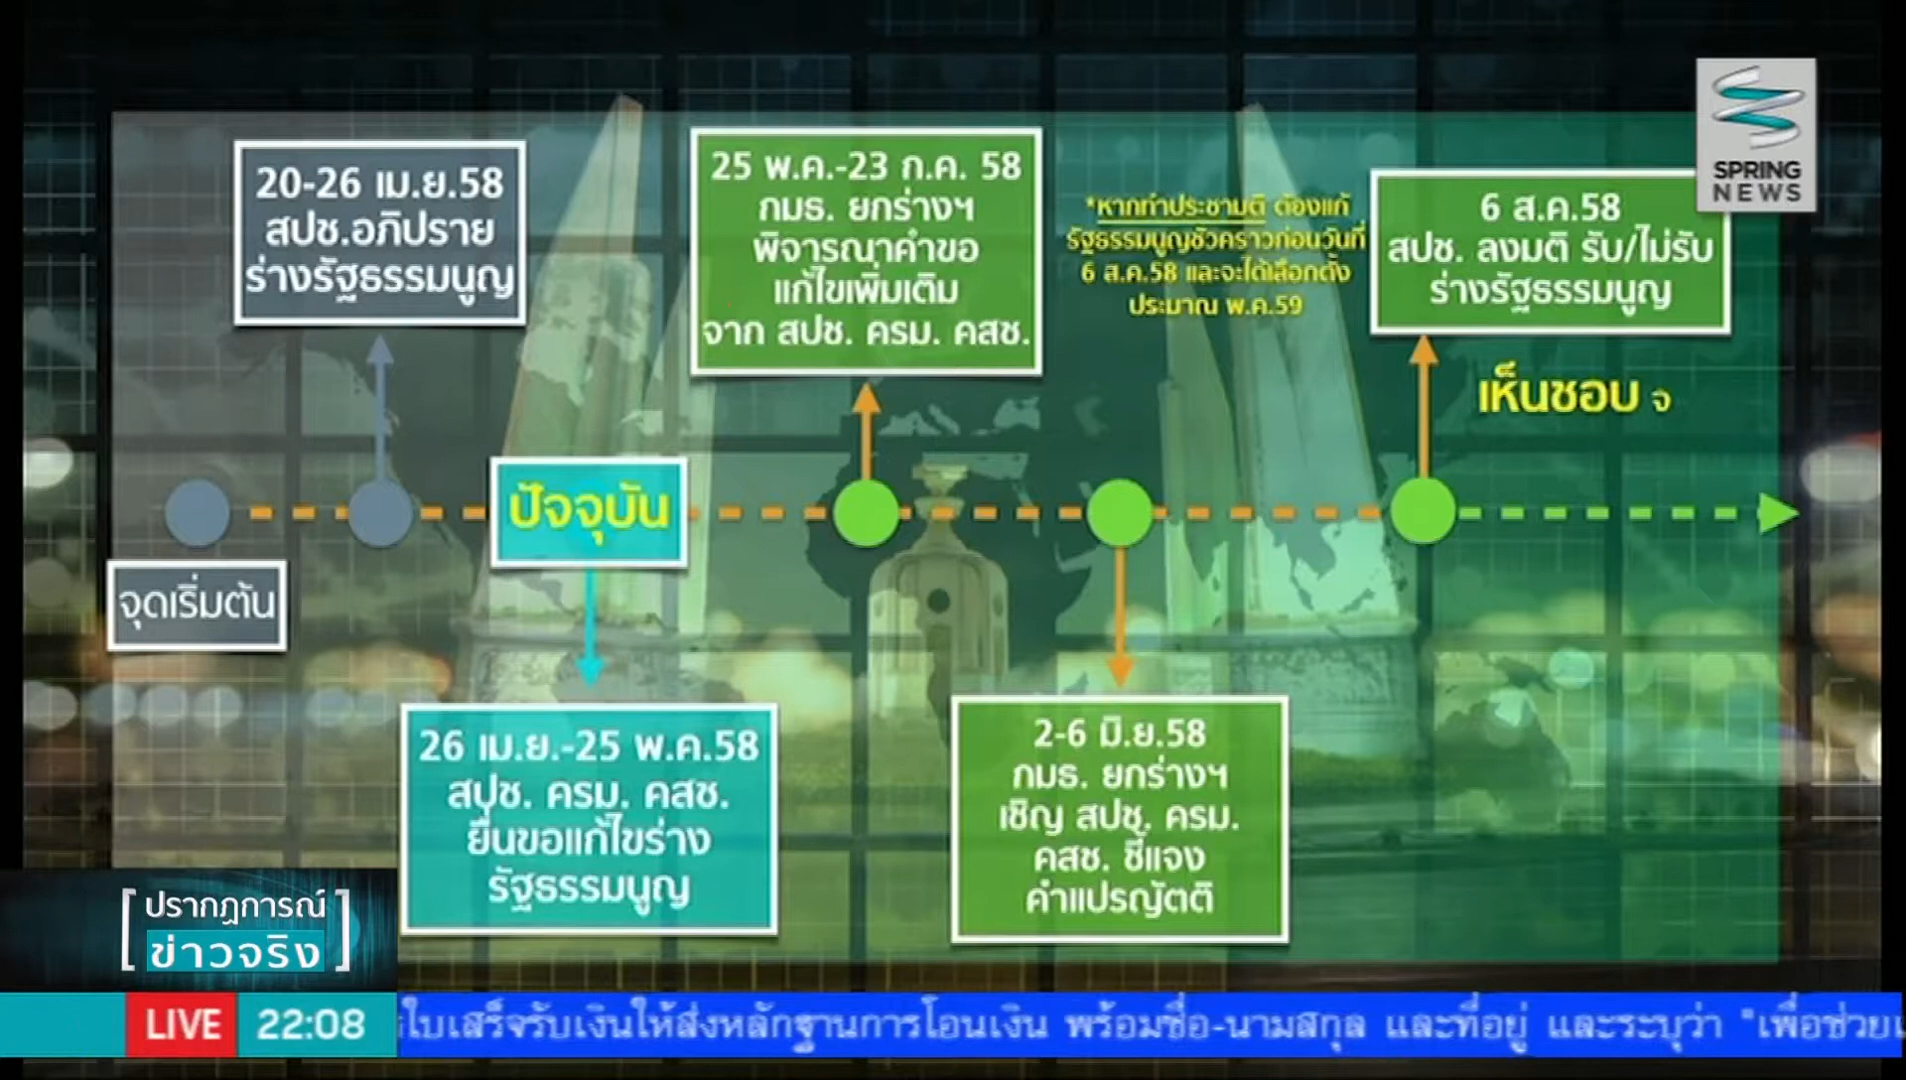 SPRING
NEWS
20-26 เม.ย.58
สปช.อภิปราย
ร่างรัฐธรรมนูญ
25 พ.ค.-23 ก.ค. 58
กมธ. ยกร่างฯ
พิจารณาคำขอ
แก้ไขเพิ่มเติม
จาก สปช. ครม. คสช.
*หากทำประชามติ ต้องแก้
รัฐธรรมนูญชั่วคราวก่อนวันที่
6 ส.ค.58 และจะได้เลือกตั้ง
ประมาณ พ.ค.59
6 ส.ค.58
สปช. ลงมติ รับ/ไม่รับ
ร่างรัฐธรรมนูญ
เห็นชอบ จ
ปัจจุบัน
จุดเริ่มต้น
26 เม.ย.-25 พ.ค.58
สปช. ครม. คสช.
ยื่นขอแก้ไขร่าง
รัฐธรรมนูญ
2-6 มิ.ย.58
กมธ. ยกร่างฯ
เชิญ สปช. ครม.
คสช. ชี้แจง
คำแปรญัตติ
ปรากฏการณ์
ข่าวจริง
LIVE 22:08
ใบเสร็จรับเงินให้ส่งหลักฐานการโอนเงิน พร้อมชื่อ-นามสกุล และที่อยู่ และระบุว่า "เพื่อช่วยเ